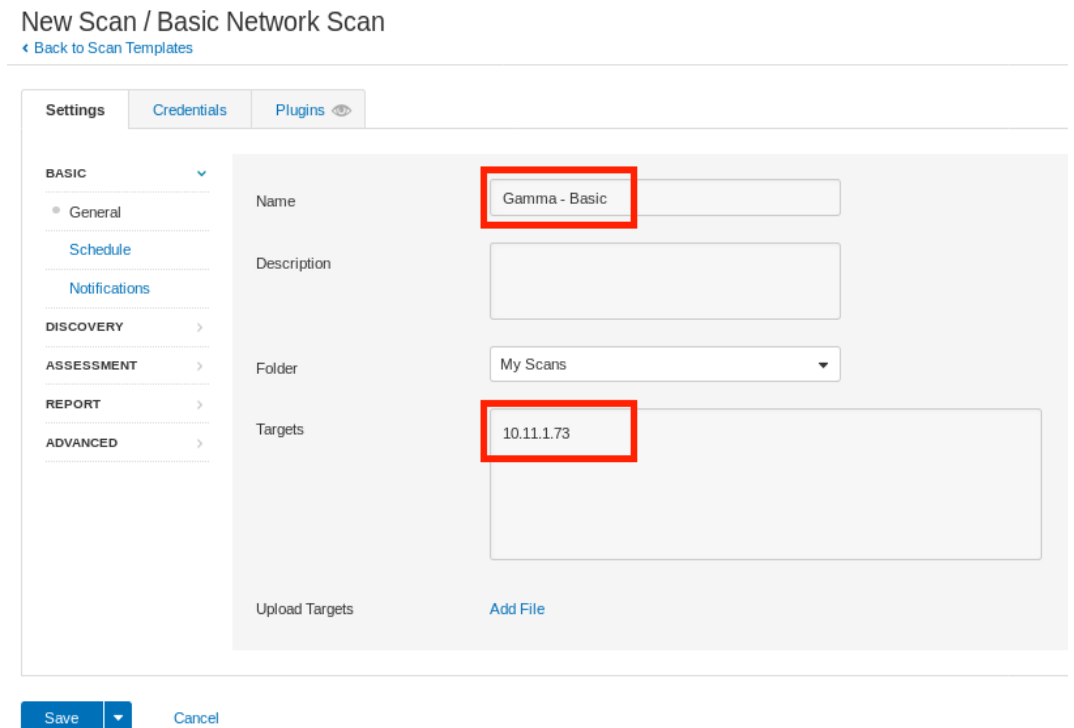 New Scan / Basic Network Scan
‹ Back to Scan Templates
Settings Credentials Plugins
BASIC
General
Schedule
Notifications
DISCOVERY
ASSESSMENT
REPORT
ADVANCED
Name Gamma - Basic
Description
Folder My Scans
Targets 10.11.1.73
Upload Targets Add File
Save Cancel